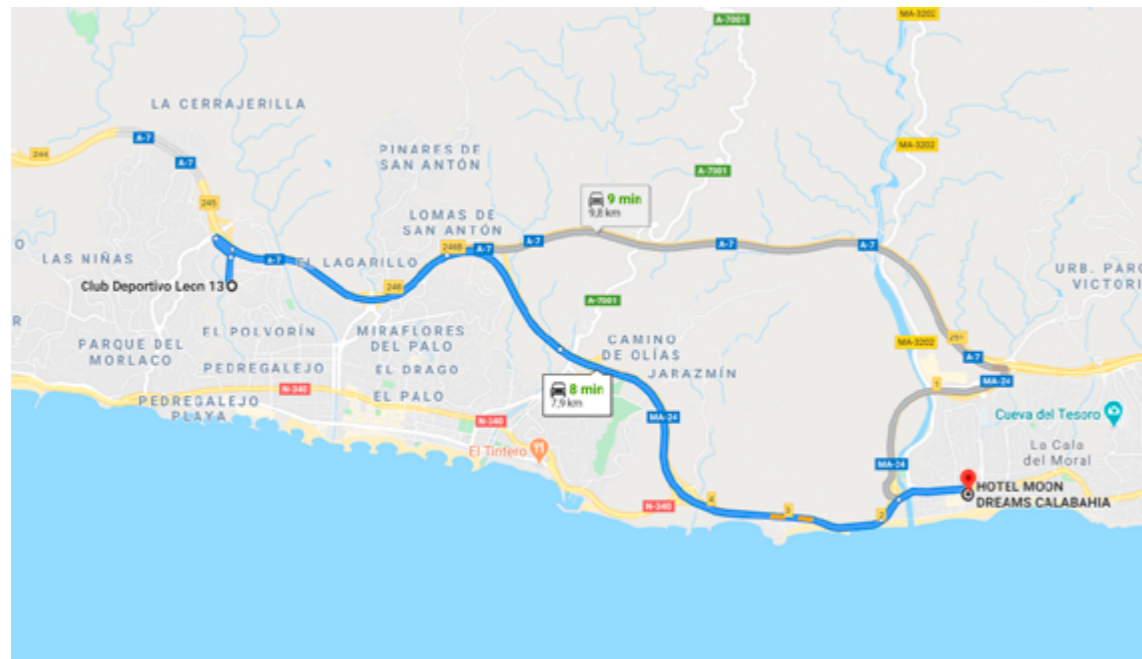 A-7001
MA-3202
LA CERRAJERILLA
A-7
244
A-7
PINARES DE
SAN ANTÓN
MA-3202
A-7001
245
9 min
9,8 km
LOMAS DE
SAN ANTÓN
246B
A-7
A-7
A-7
A-7
LAS NIÑAS
A-7
EL LAGARILLO
URB. PARQ
VICTORI
Club Deportivo Leon 13
246
A-7001
EL POLVORÍN
MIRAFLORES
DEL PALO
CAMINO
DE OLÍAS
MA-3202
251
PARQUE DEL
MORLACO
PEDREGALEJO
EL DRAGO
JARAZMÍN
A-7
1
MA-24
N-340
EL PALO
8 min
7,9 km
PEDREGALEJO
PLAYA
MA-24
Cueva del Tesoro
N-340
El Tintero
La Cala
del Moral
MA-24
HOTEL MOON
DREAMS CALABAHIA
N-340
4
3
2